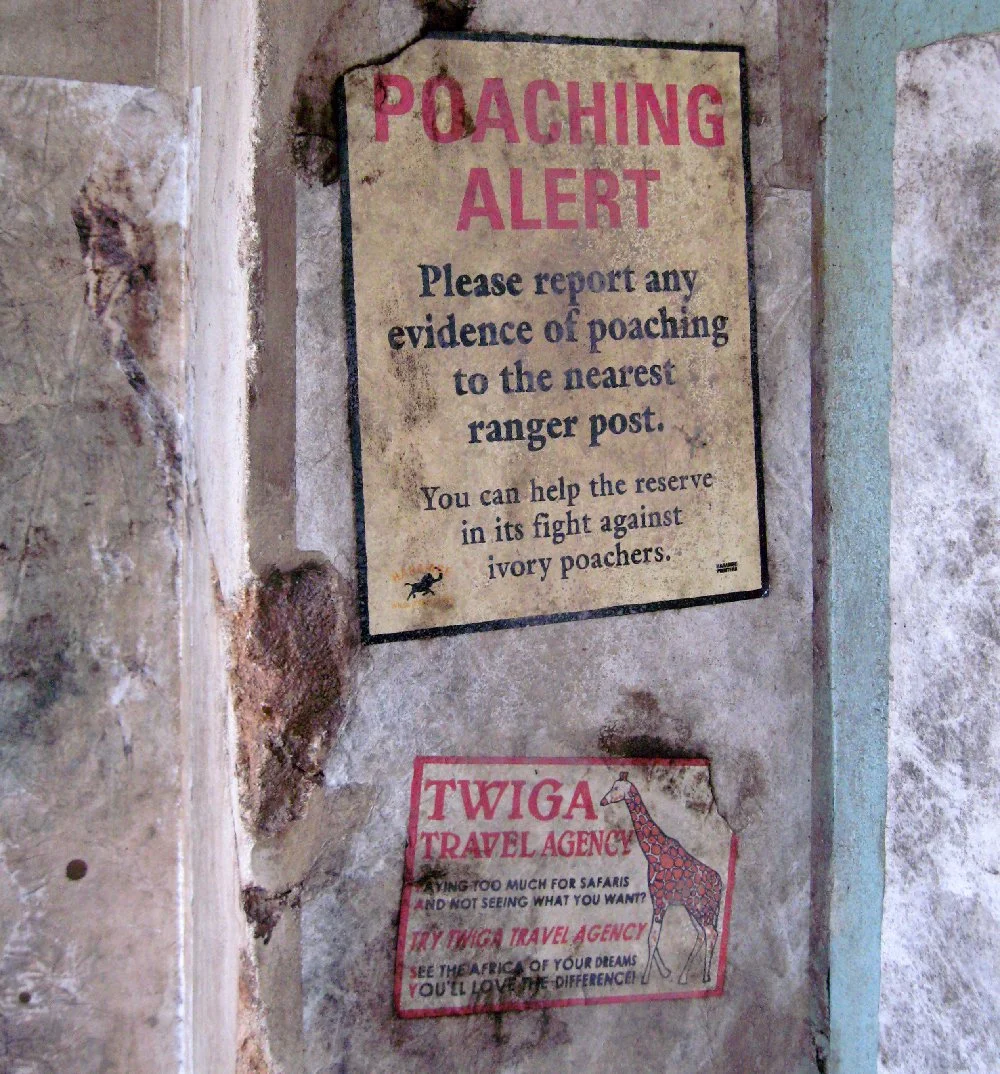 POACHING
ALERT
Please report any
evidence of poaching
to the nearest
ranger post.
You can help the reserve
in its fight against
ivory poachers.
TWIGA
TRAVEL AGENCY
AYING TOO MUCH FOR SAFARIS
AND NOT SEEING WHAT YOU WANT?
TRY TWIGA TRAVEL AGENCY
SEE THE AFRICA OF YOUR DREAMS
YOU'LL LOVE THE DIFFERENCE!